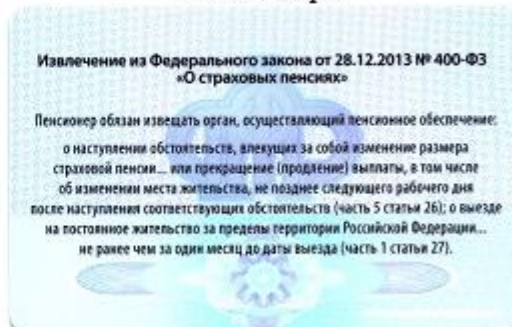 Извлечение из Федерального закона от 28.12.2013 № 400-ФЗ
«О страховых пенсиях»
Пенсионер обязан извещать орган, осуществляющий пенсионное обеспечение:
о наступлении обстоятельств, влекущих за собой изменение размера
страховой пенсии... или прекращение (продление) выплаты, в том числе
об изменении места жительства, не позднее следующего рабочего дня
после наступления соответствующих обстоятельств (часть 5 статьи 26); о выезде
на постоянное жительство за пределы территории Российской Федерации...
не ранее чем за один месяц до даты выезда (часть 1 статьи 27).